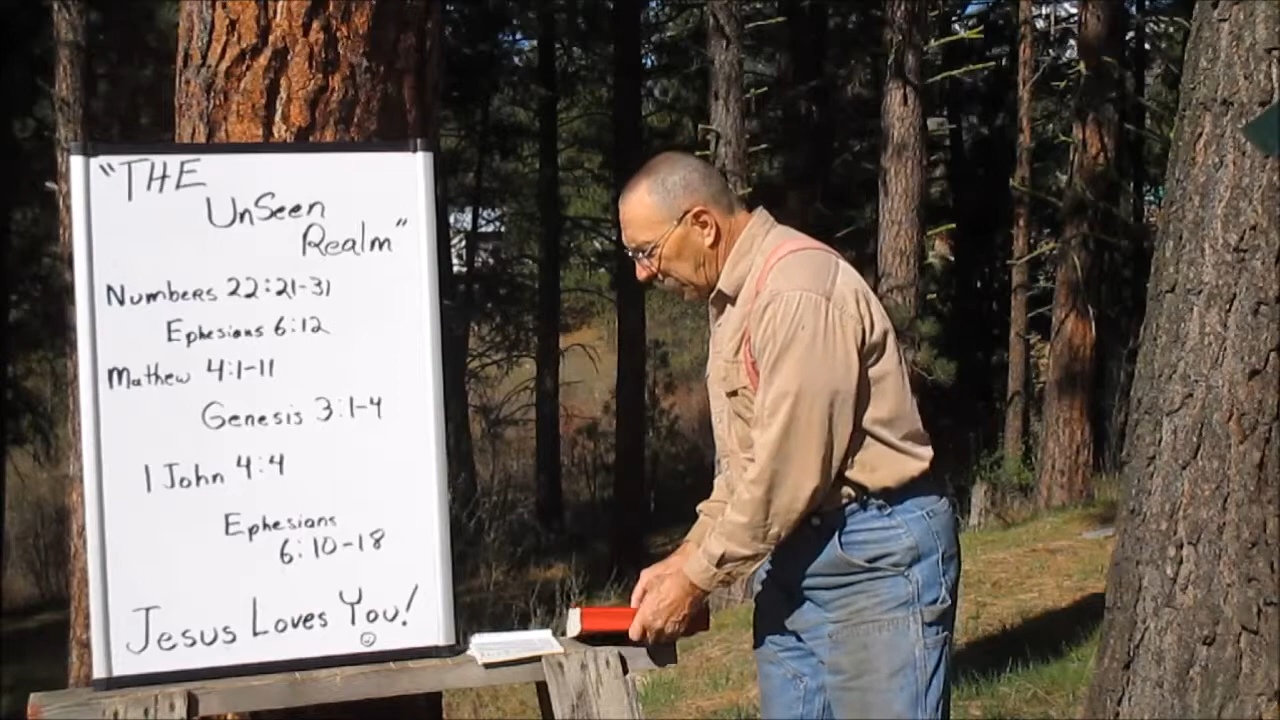 "THE
UnSeen
Realm"
Numbers 22:21-31
Ephesians 6:12
Mathew 4:1-11
Genesis 3:1-4
1 John 4:4
Ephesians
6:10-18
Jesus Loves You!